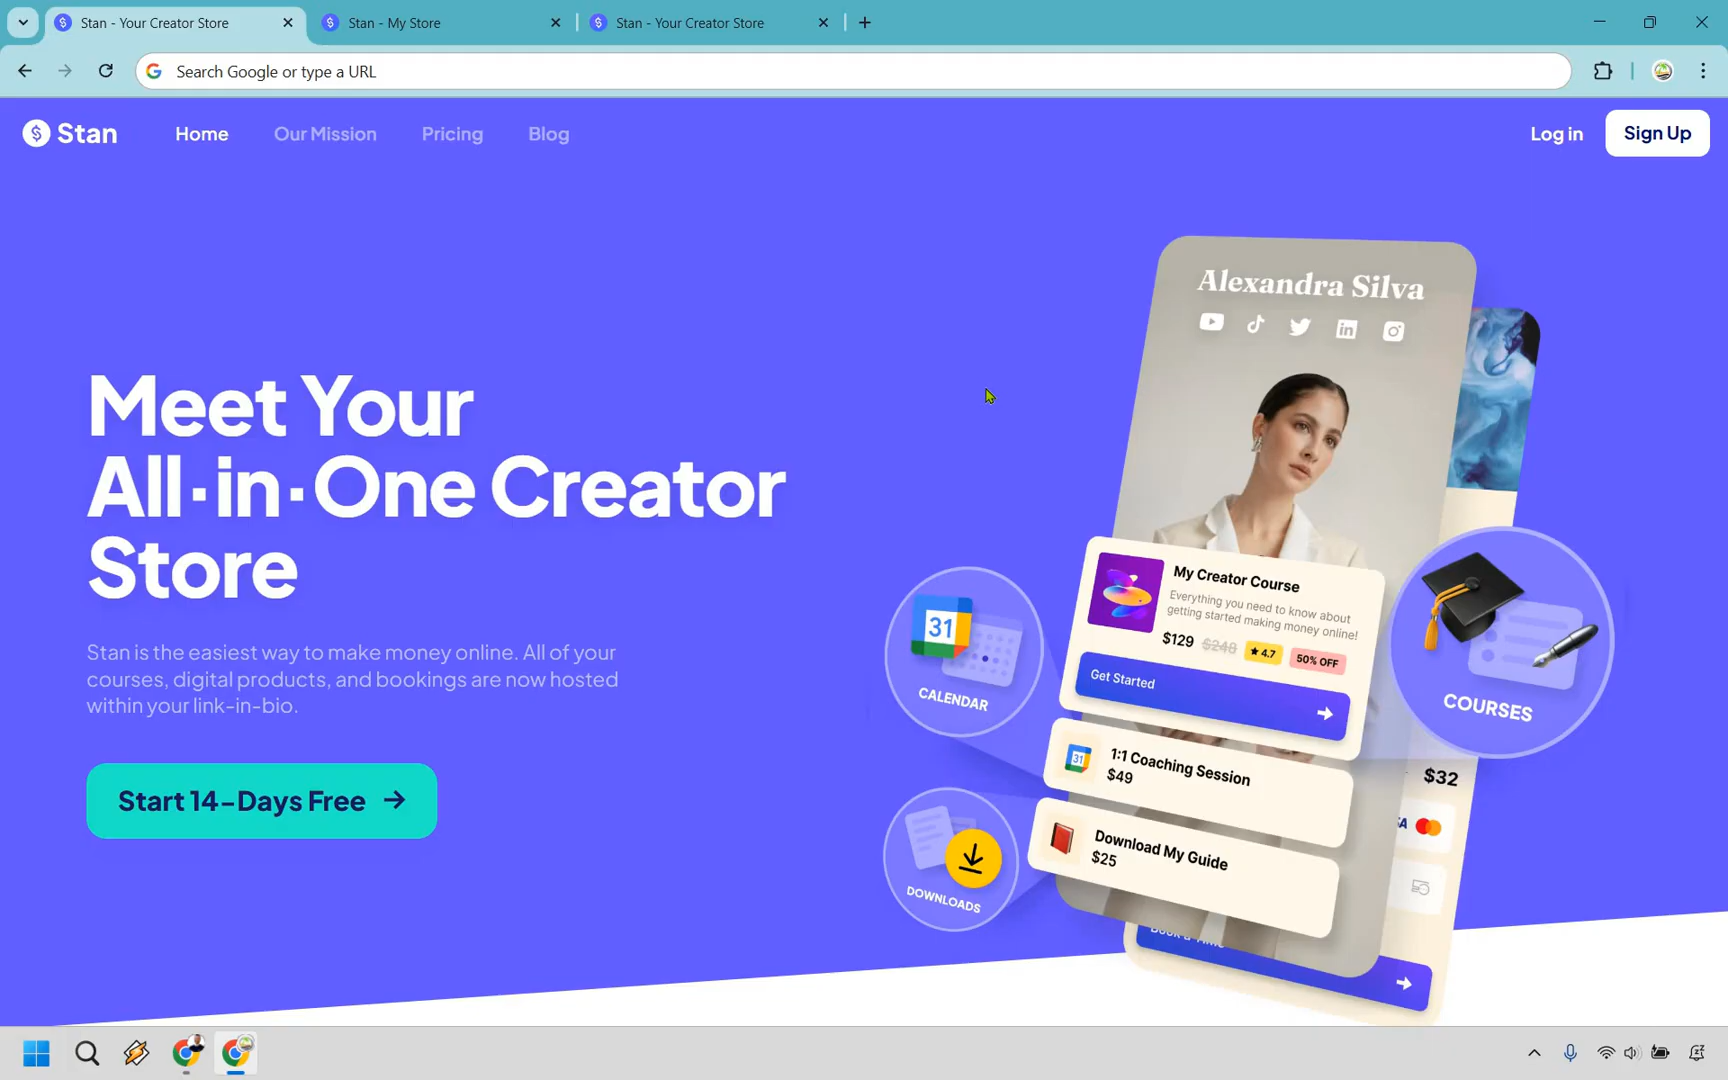 Stan - Your Creator Store
Stan - My Store
Stan - Your Creator Store
Search Google or type a URL
Stan
Home
Our Mission
Pricing
Blog
Log in
Sign Up
Meet Your
All·in·One Creator
Store
Stan is the easiest way to make money online. All of your
courses, digital products, and bookings are now hosted
within your link-in-bio.
Start 14-Days Free
Alexandra Silva
My Creator Course
Everything you need to know about
getting started making money online!
$129 $248 4.7 50% OFF
Get Started
31
CALENDAR
COURSES
31
1:1 Coaching Session
$49
$32
Download My Guide
$25
DOWNLOADS
Book a Time